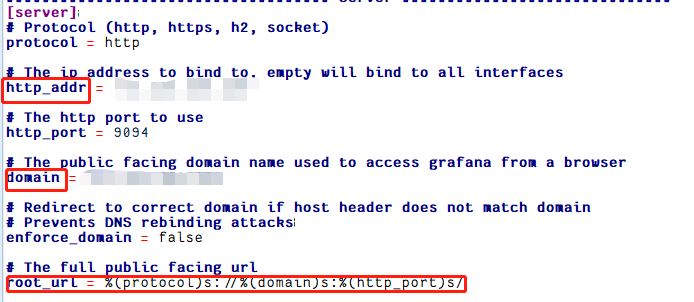 [server]
# Protocol (http, https, h2, socket)
protocol = http
# The ip address to bind to. empty will bind to all interfaces
http_addr =
# The http port to use
http_port = 9094
# The public facing domain name used to access grafana from a browser
domain =
# Redirect to correct domain if host header does not match domain
# Prevents DNS rebinding attacks
enforce_domain = false
# The full public facing url
root_url = %(protocol)s://%(domain)s:%(http_port)s/